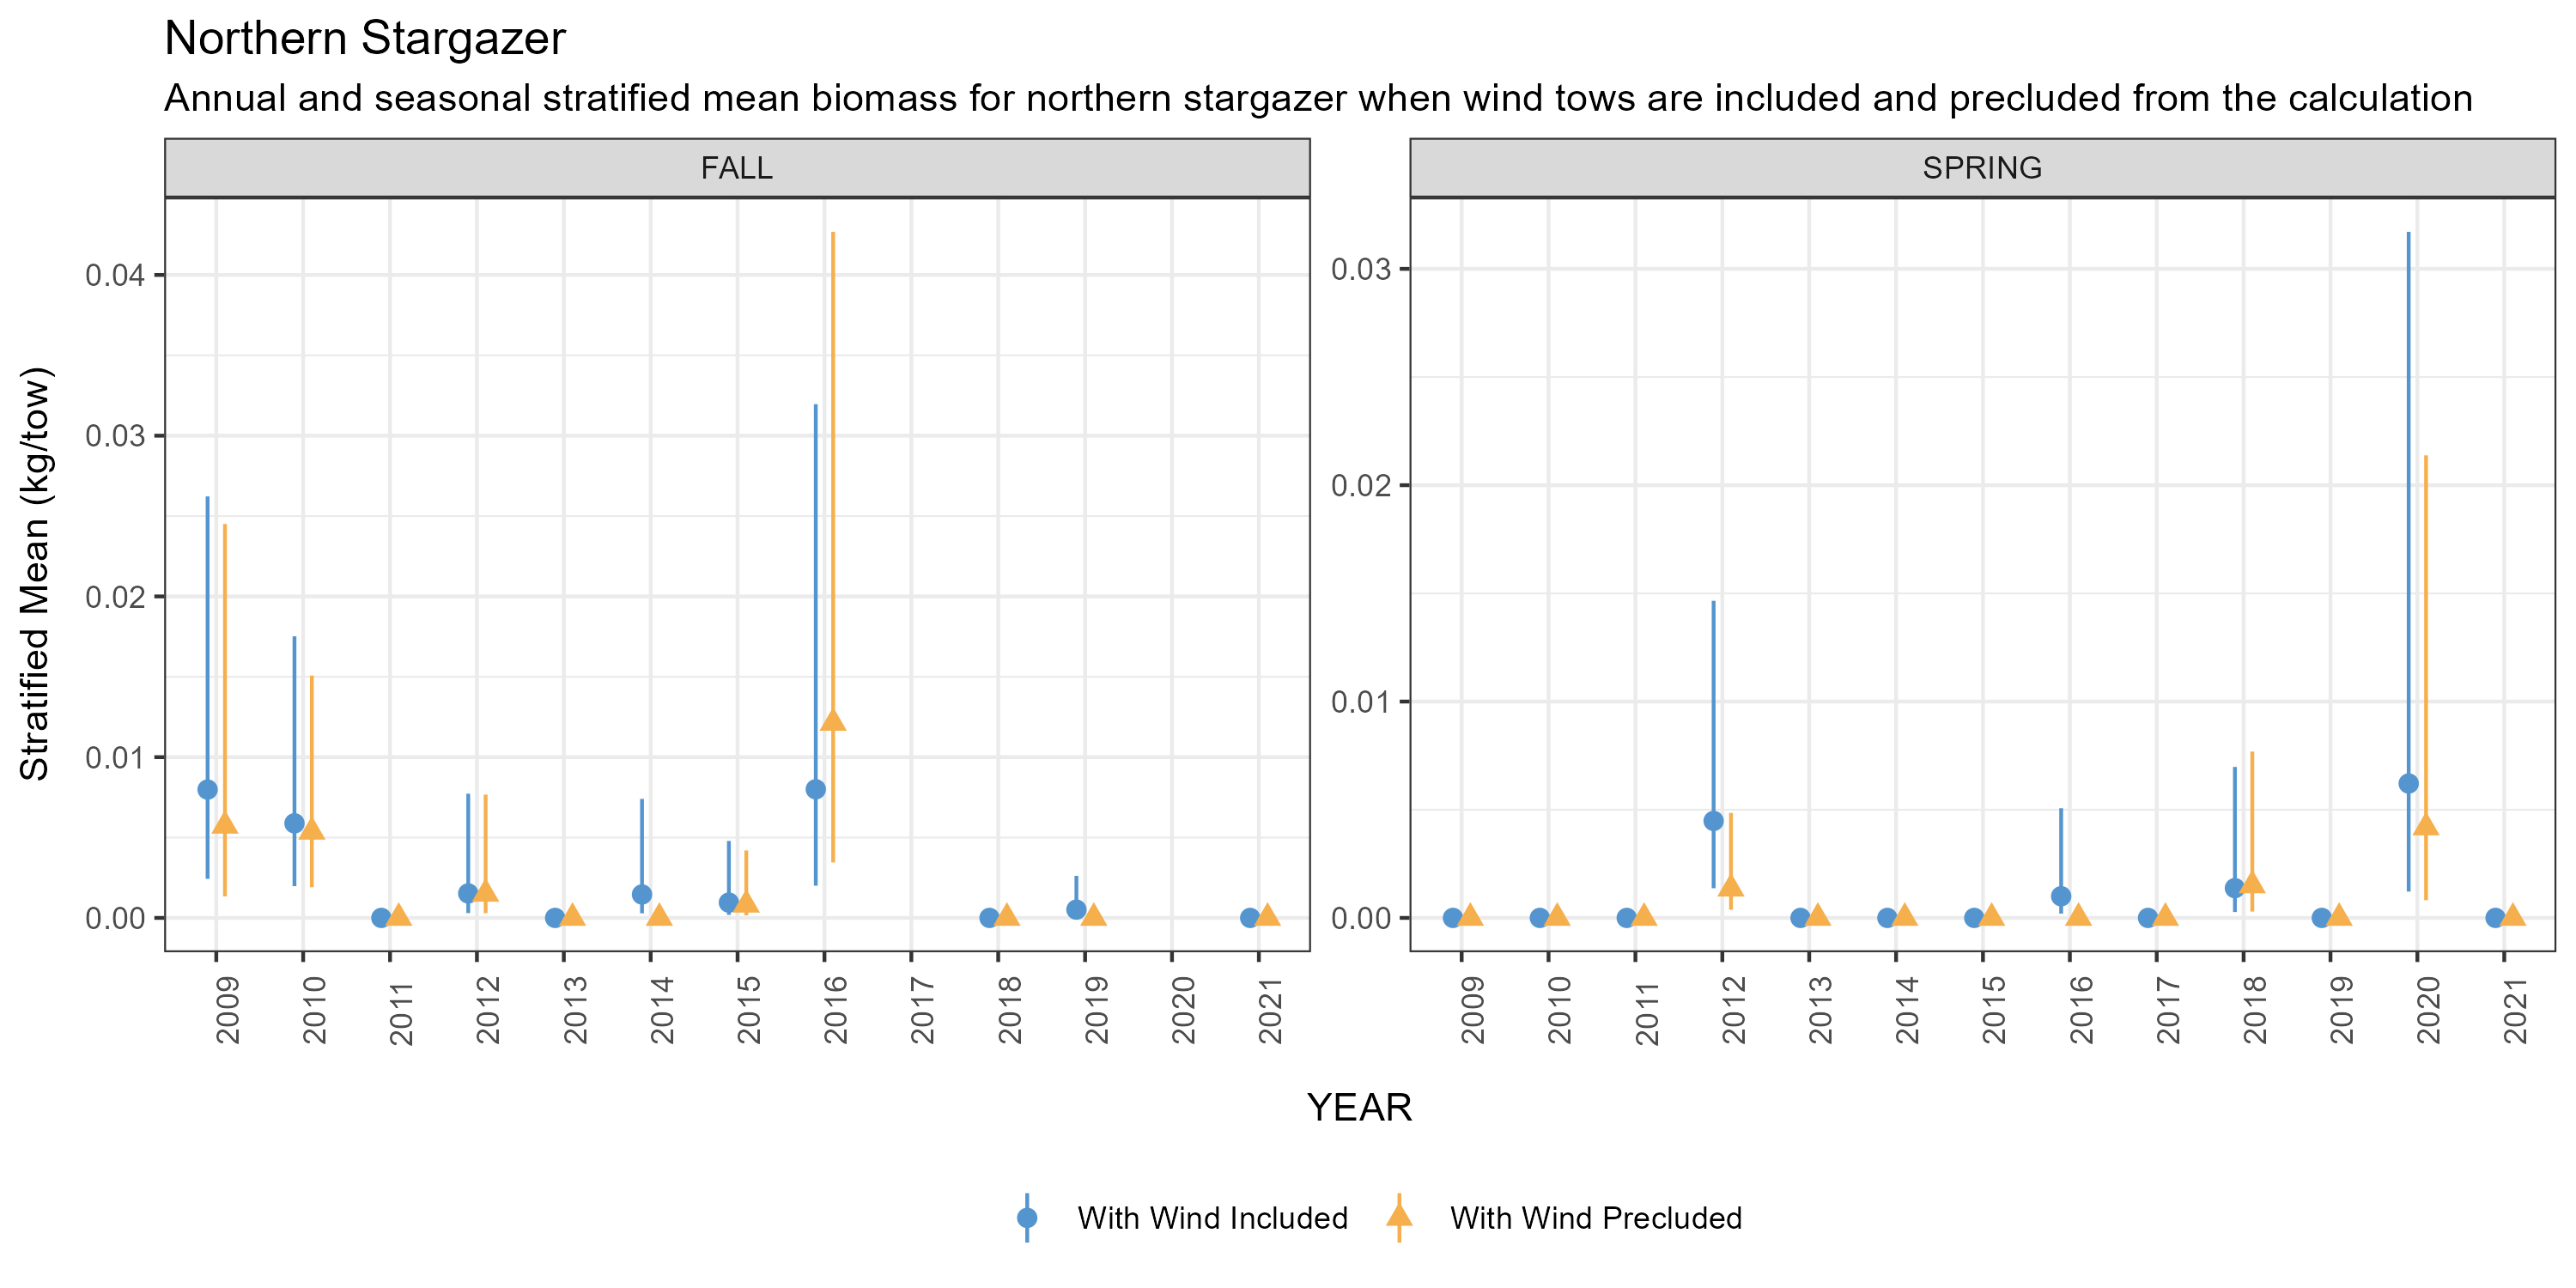 Northern Stargazer
Annual and seasonal stratified mean biomass for northern stargazer when wind tows are included and precluded from the calculation
FALL
SPRING
Stratified Mean (kg/tow)
0.04
0.03
0.02
0.01
0.00
0.03
0.02
0.01
0.00
2009 2010 2011 2012 2013 2014 2015 2016 2017 2018 2019 2020 2021
2009 2010 2011 2012 2013 2014 2015 2016 2017 2018 2019 2020 2021
YEAR
With Wind Included
With Wind Precluded